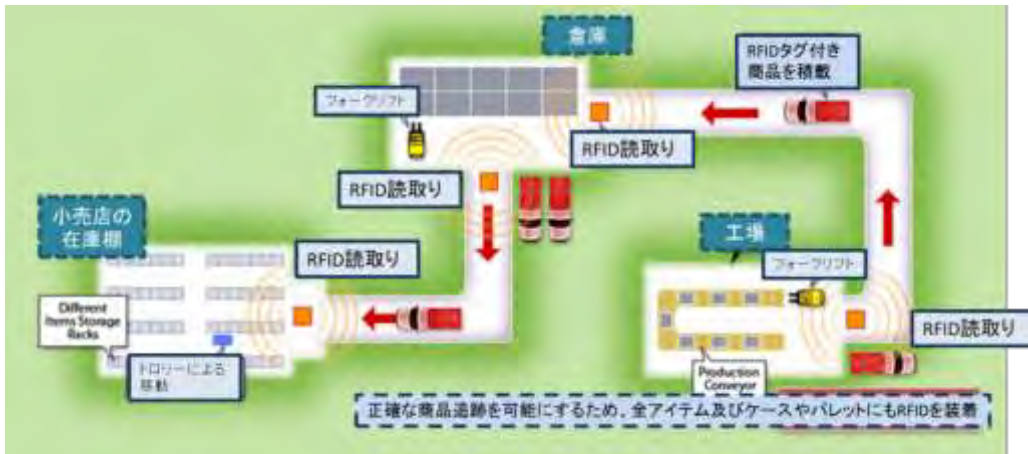 倉庫
RFIDタグ付き
商品を積載
フォークリフト
RFID読取り
RFID読取り
小売店の
在庫棚
RFID読取り
工場
フォークリフト
Different
Items Storage
Racks
トロリーによる
移動
RFID読取り
Production
Conveyor
正確な商品追跡を可能にするため、全アイテム及びケースやパレットにもRFIDを装着